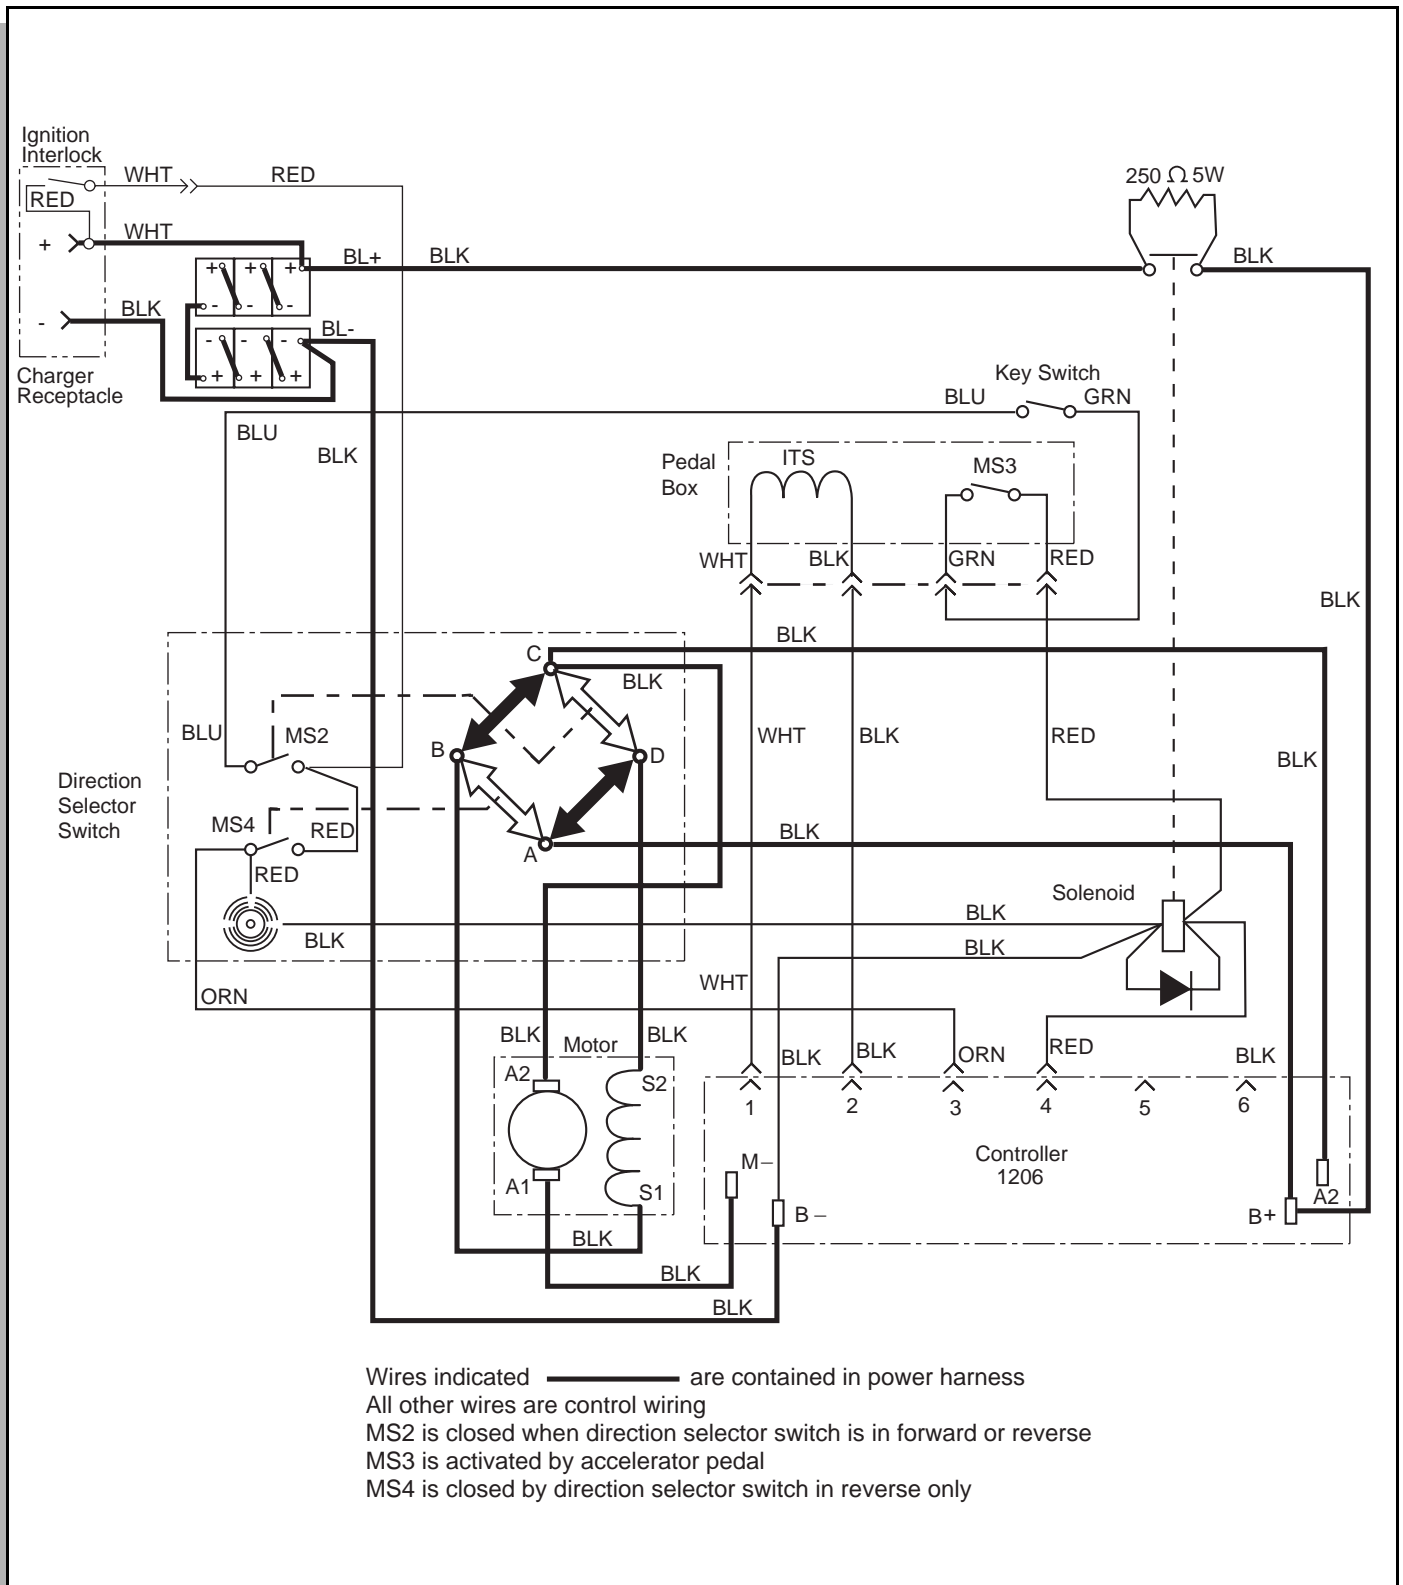 Ignition
Interlock
WHT
RED
250 Ω 5W
RED
+
WHT
BL+
BLK
BLK
+ + +
- - -
-
BLK
BL-
- - -
+ + +
Charger
Receptacle
Key Switch
BLU
GRN
BLU
BLK
Pedal
Box
ITS
MS3
WHT
BLK
GRN
RED
BLK
BLK
C
BLK
BLU
MS2
B
D
WHT
BLK
RED
BLK
Direction
Selector
Switch
MS4
RED
A
BLK
RED
Solenoid
BLK
BLK
BLK
WHT
ORN
BLK
Motor
BLK
BLK
BLK
ORN
RED
BLK
A2
S2
1
2
3
4
5
6
Controller
1206
M–
A1
S1
A2
B –
B+
BLK
BLK
BLK
Wires indicated are contained in power harness
All other wires are control wiring
MS2 is closed when direction selector switch is in forward or reverse
MS3 is activated by accelerator pedal
MS4 is closed by direction selector switch in reverse only